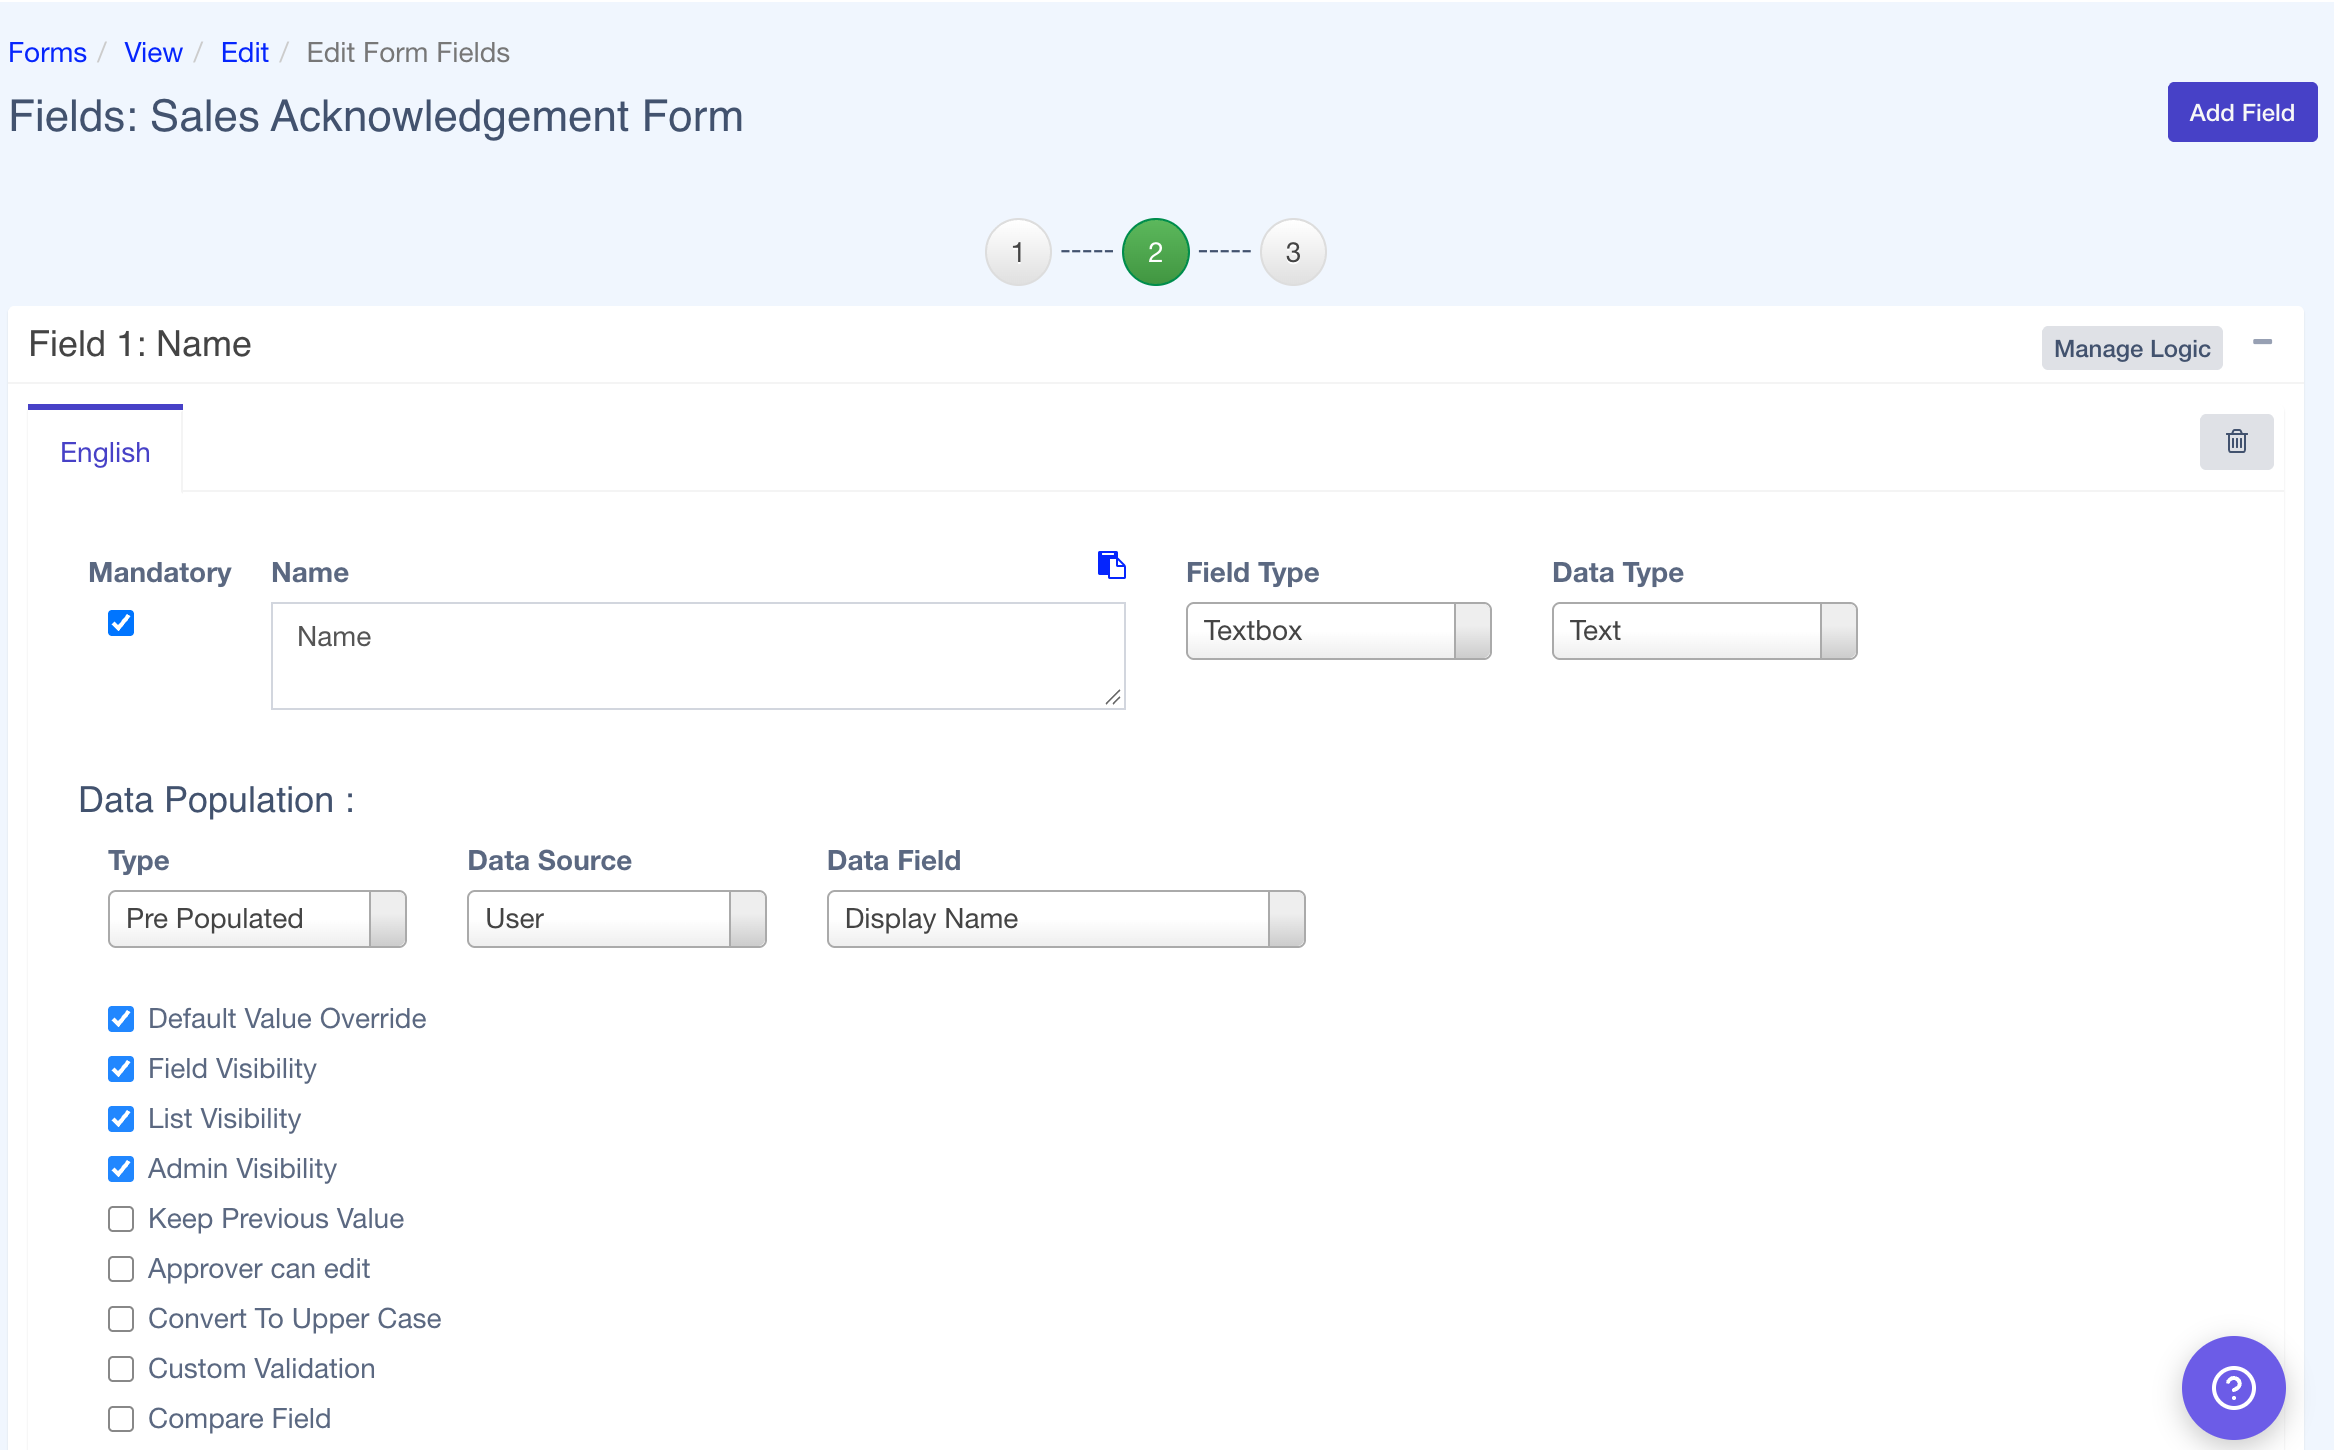 Forms / View / Edit / Edit Form Fields
Fields: Sales Acknowledgement Form
Add Field
1 ----- 2 ----- 3
Field 1: Name
Manage Logic
English
Mandatory Name Field Type Data Type
Name Textbox Text
Data Population :
Type Data Source Data Field
Pre Populated User Display Name
Default Value Override
Field Visibility
List Visibility
Admin Visibility
Keep Previous Value
Approver can edit
Convert To Upper Case
Custom Validation
Compare Field